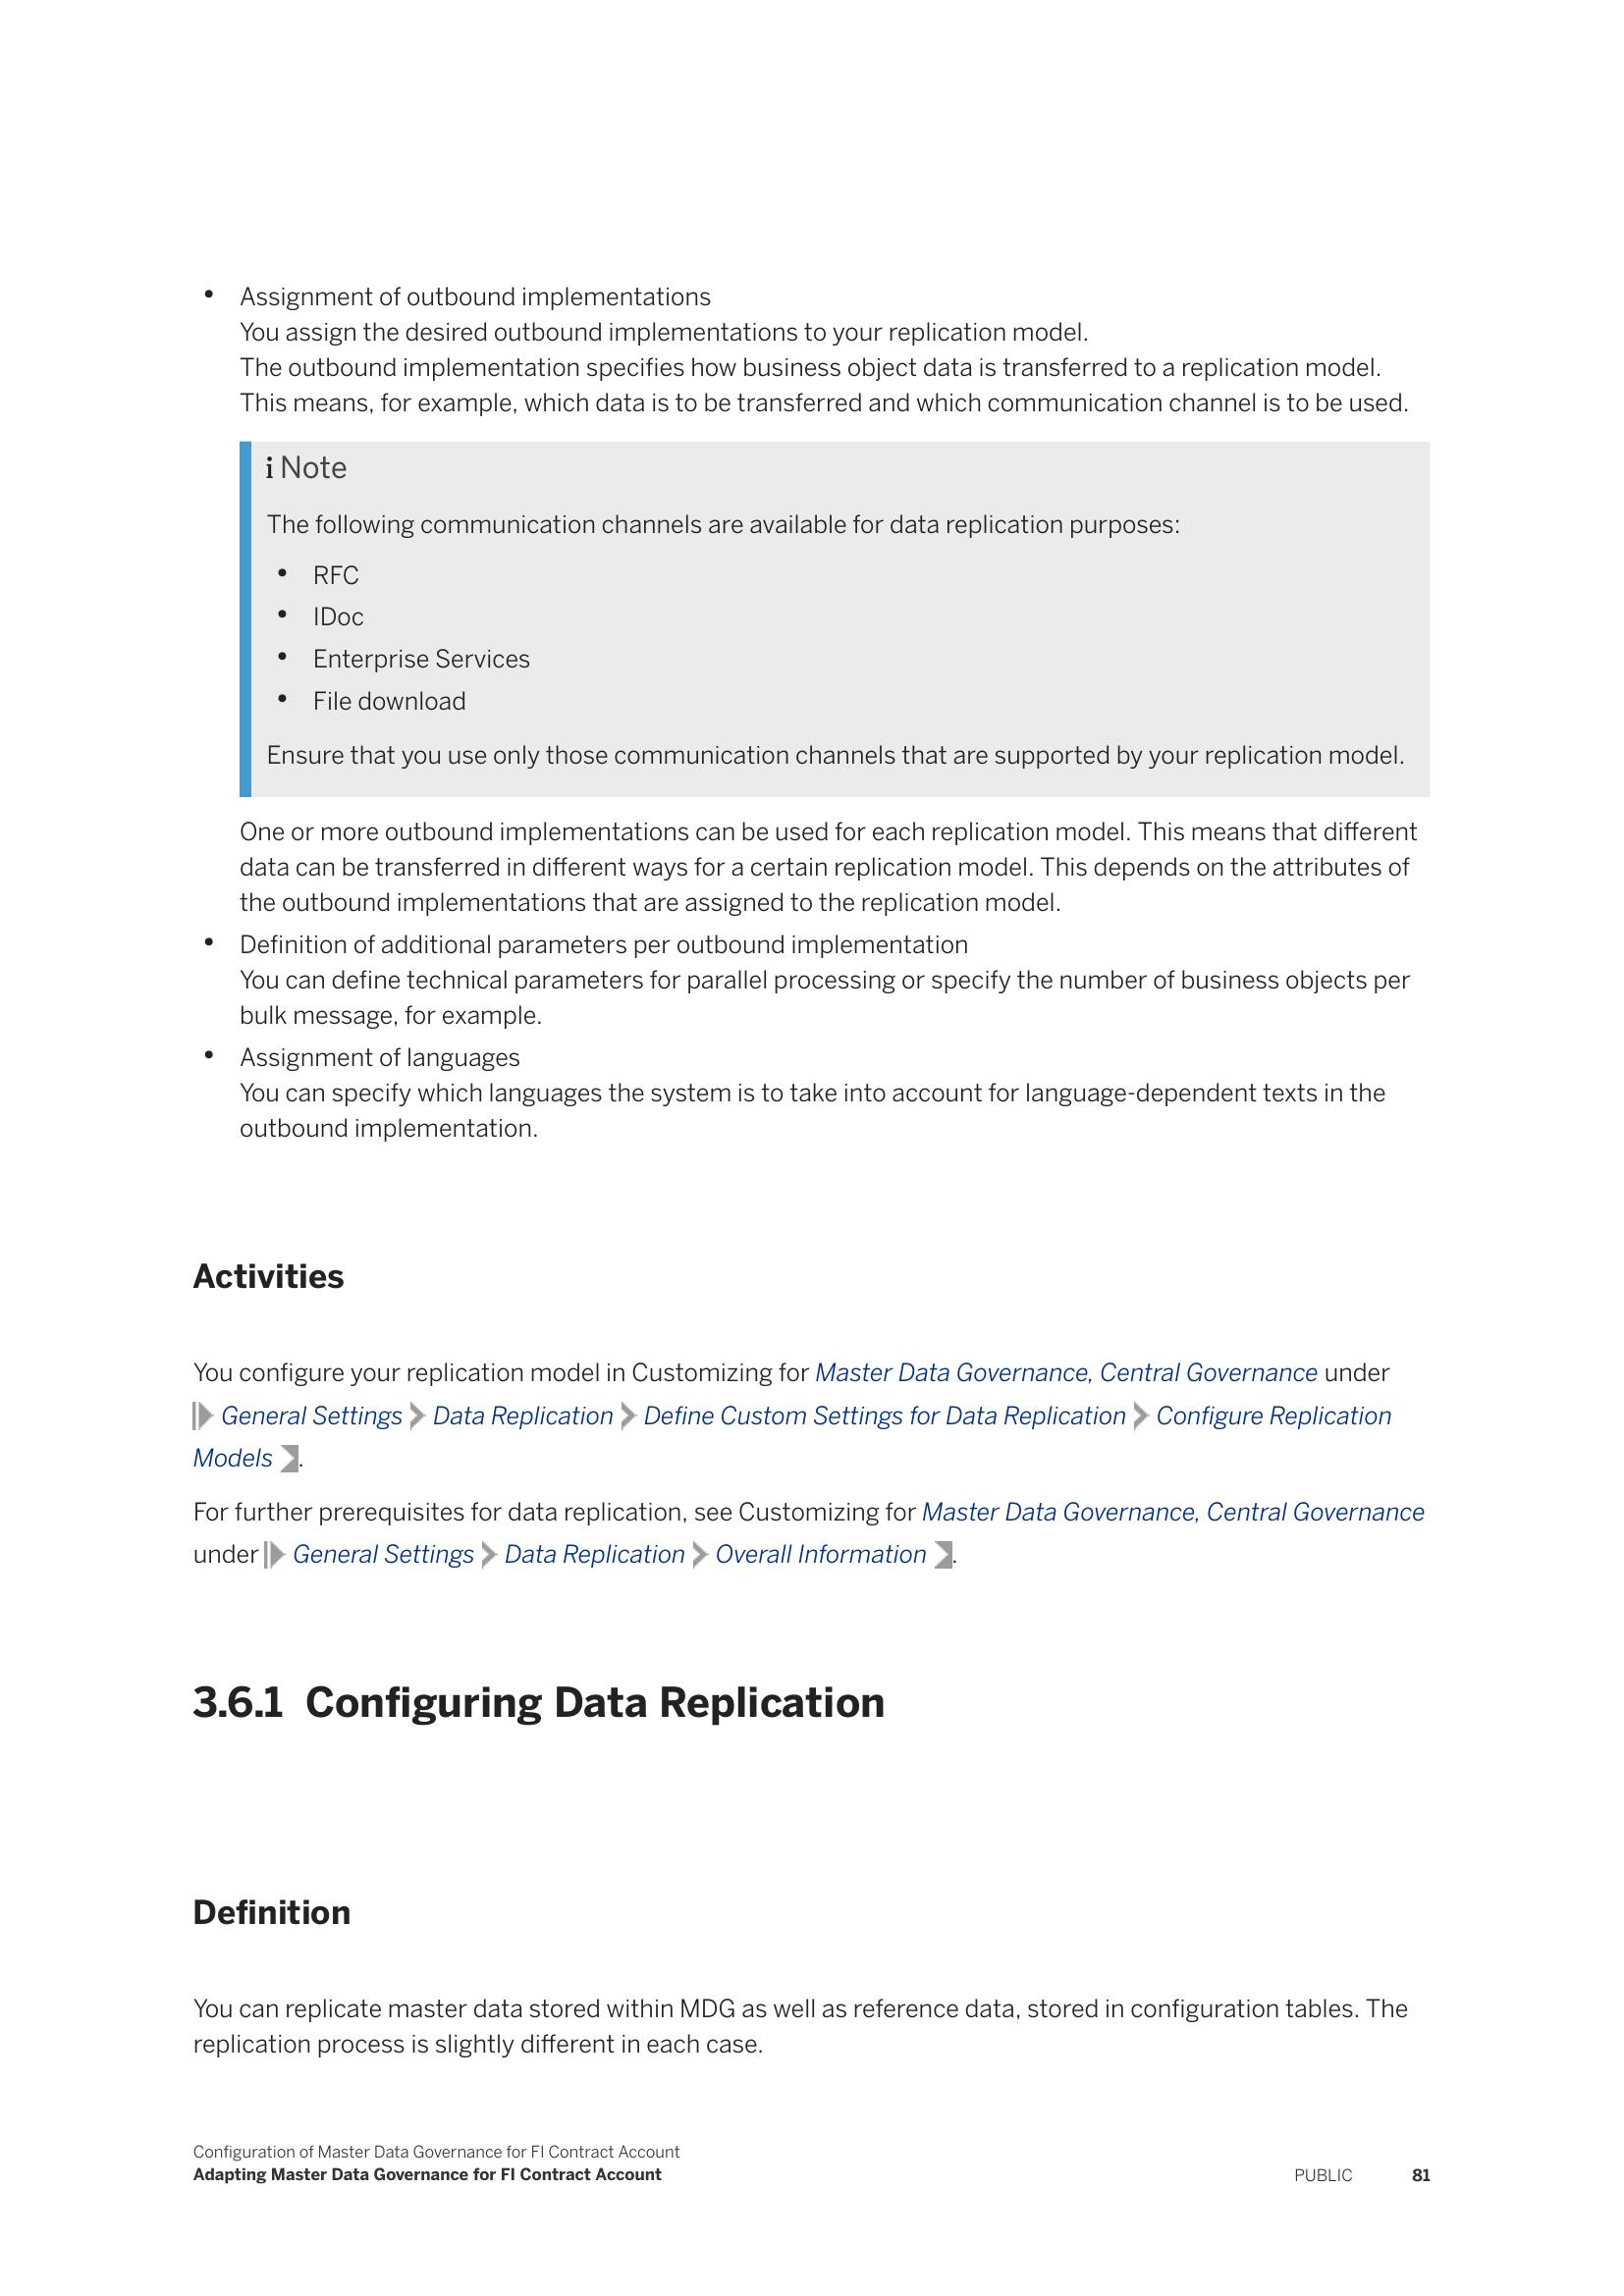 • Assignment of outbound implementations
You assign the desired outbound implementations to your replication model.
The outbound implementation specifies how business object data is transferred to a replication model.
This means, for example, which data is to be transferred and which communication channel is to be used.
i Note
The following communication channels are available for data replication purposes:
• RFC
• IDoc
• Enterprise Services
• File download
Ensure that you use only those communication channels that are supported by your replication model.
One or more outbound implementations can be used for each replication model. This means that different
data can be transferred in different ways for a certain replication model. This depends on the attributes of
the outbound implementations that are assigned to the replication model.
• Definition of additional parameters per outbound implementation
You can define technical parameters for parallel processing or specify the number of business objects per
bulk message, for example.
• Assignment of languages
You can specify which languages the system is to take into account for language-dependent texts in the
outbound implementation.
Activities
You configure your replication model in Customizing for Master Data Governance, Central Governance under
General Settings > Data Replication > Define Custom Settings for Data Replication > Configure Replication
Models .
For further prerequisites for data replication, see Customizing for Master Data Governance, Central Governance
under General Settings > Data Replication > Overall Information .
3.6.1 Configuring Data Replication
Definition
You can replicate master data stored within MDG as well as reference data, stored in configuration tables. The
replication process is slightly different in each case.
Configuration of Master Data Governance for FI Contract Account
Adapting Master Data Governance for FI Contract Account
PUBLIC 81